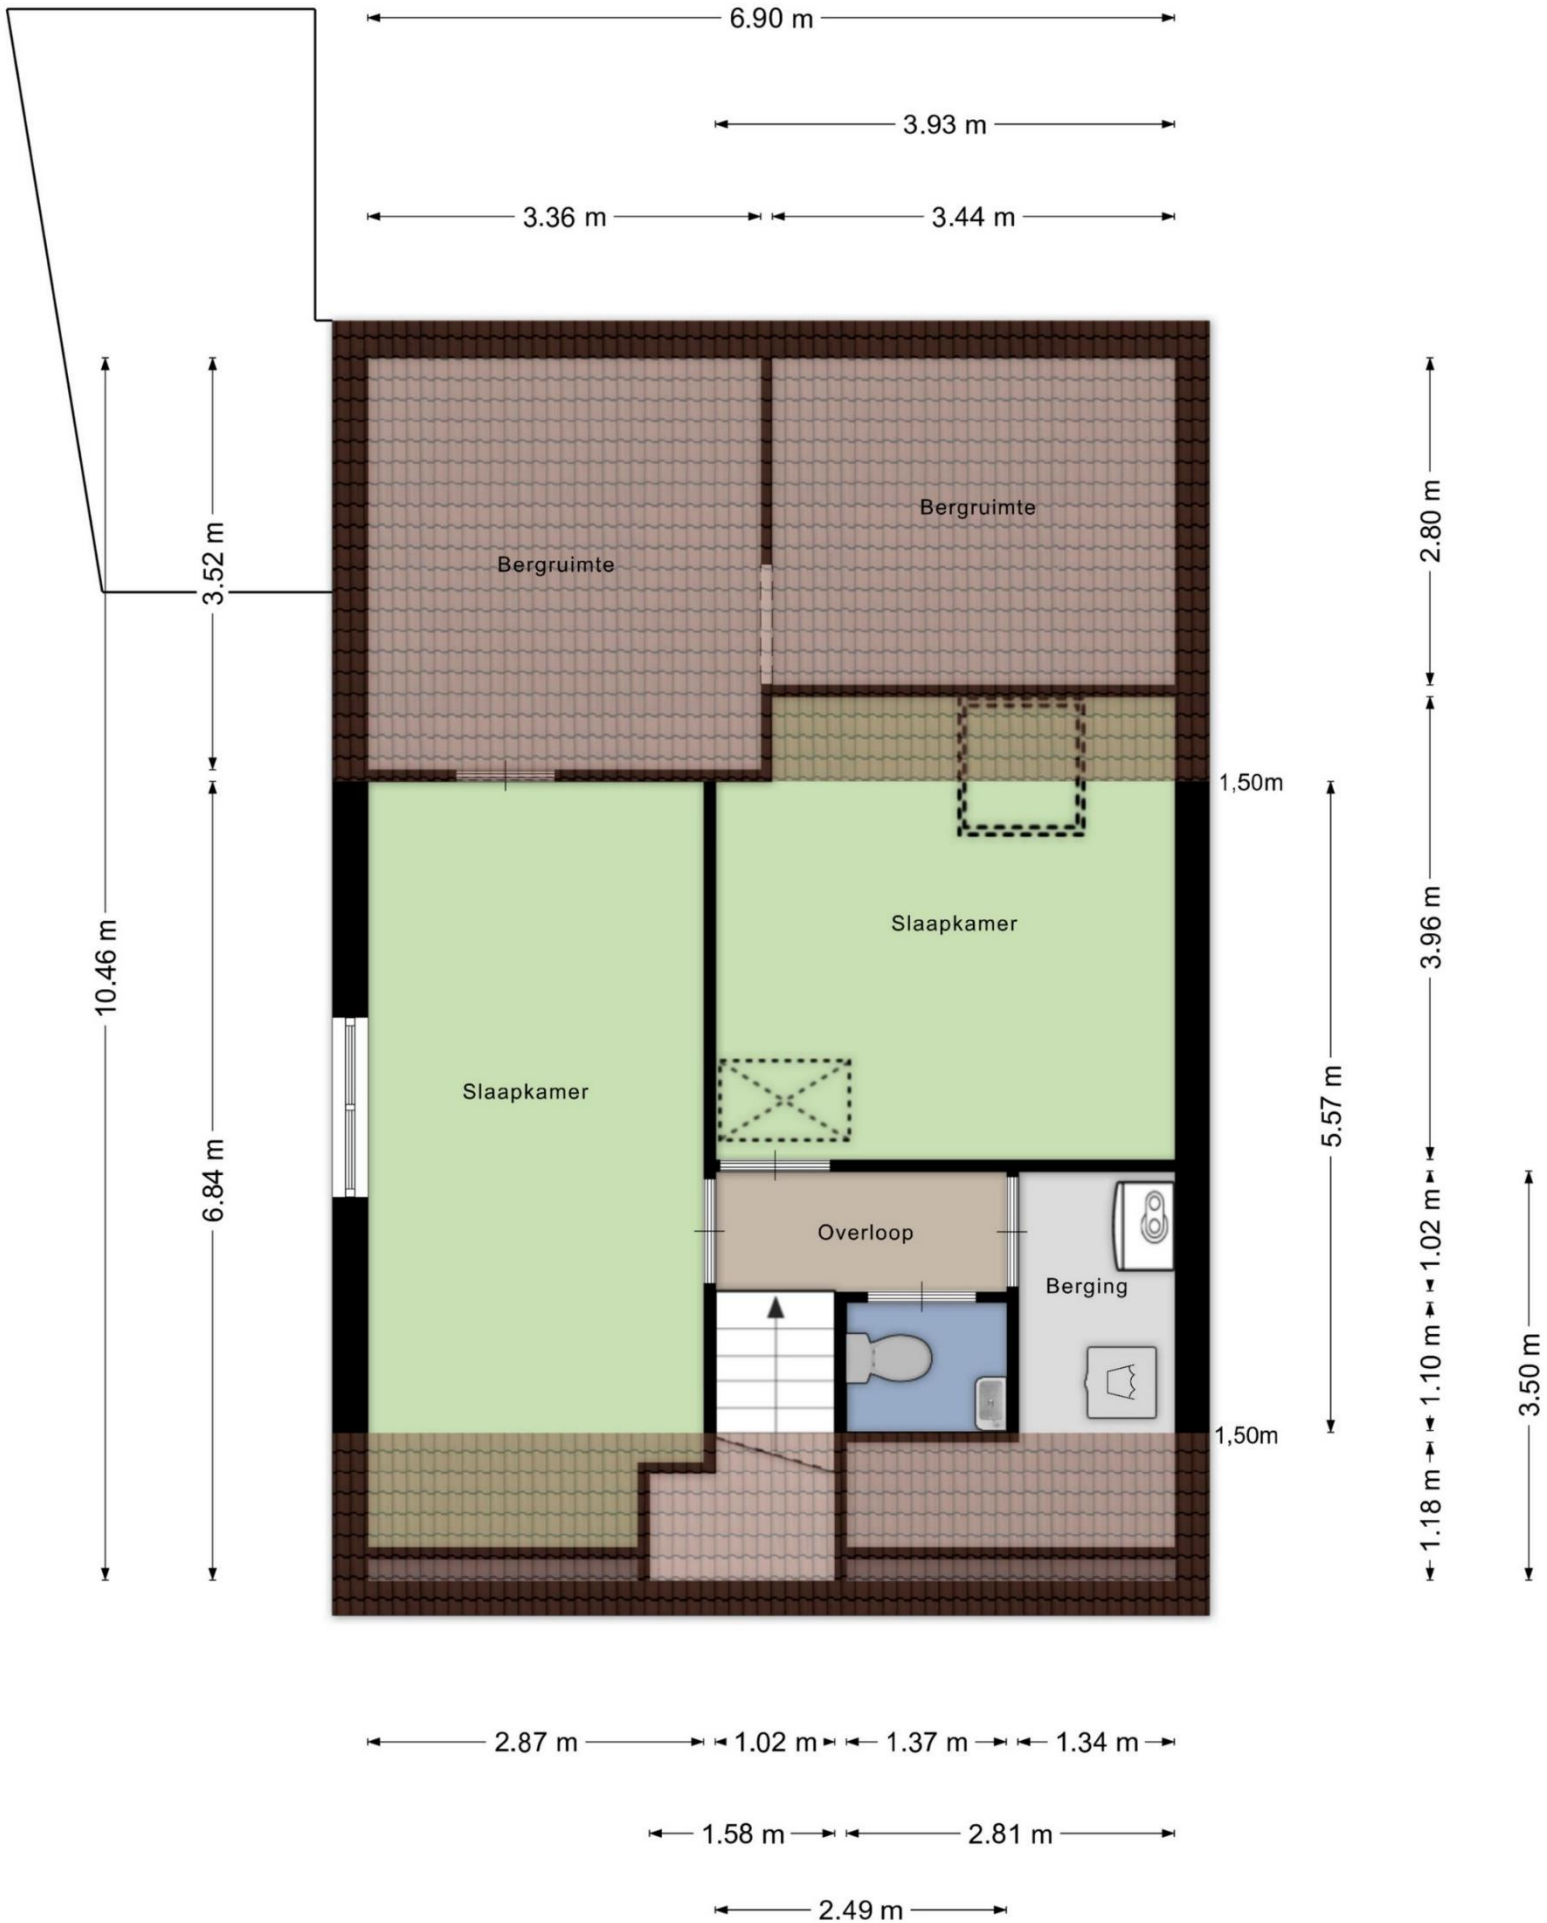 6.90 m
3.93 m
3.36 m
3.44 m
Bergruimte
Bergruimte
2.80 m
3.52 m
1,50m
Slaapkamer
3.96 m
10.46 m
Slaapkamer
5.57 m
6.84 m
Overloop
1.02 m
Berging
1.10 m
3.50 m
1,50m
1.18 m
2.87 m
1.02 m
1.37 m
1.34 m
1.58 m
2.81 m
2.49 m